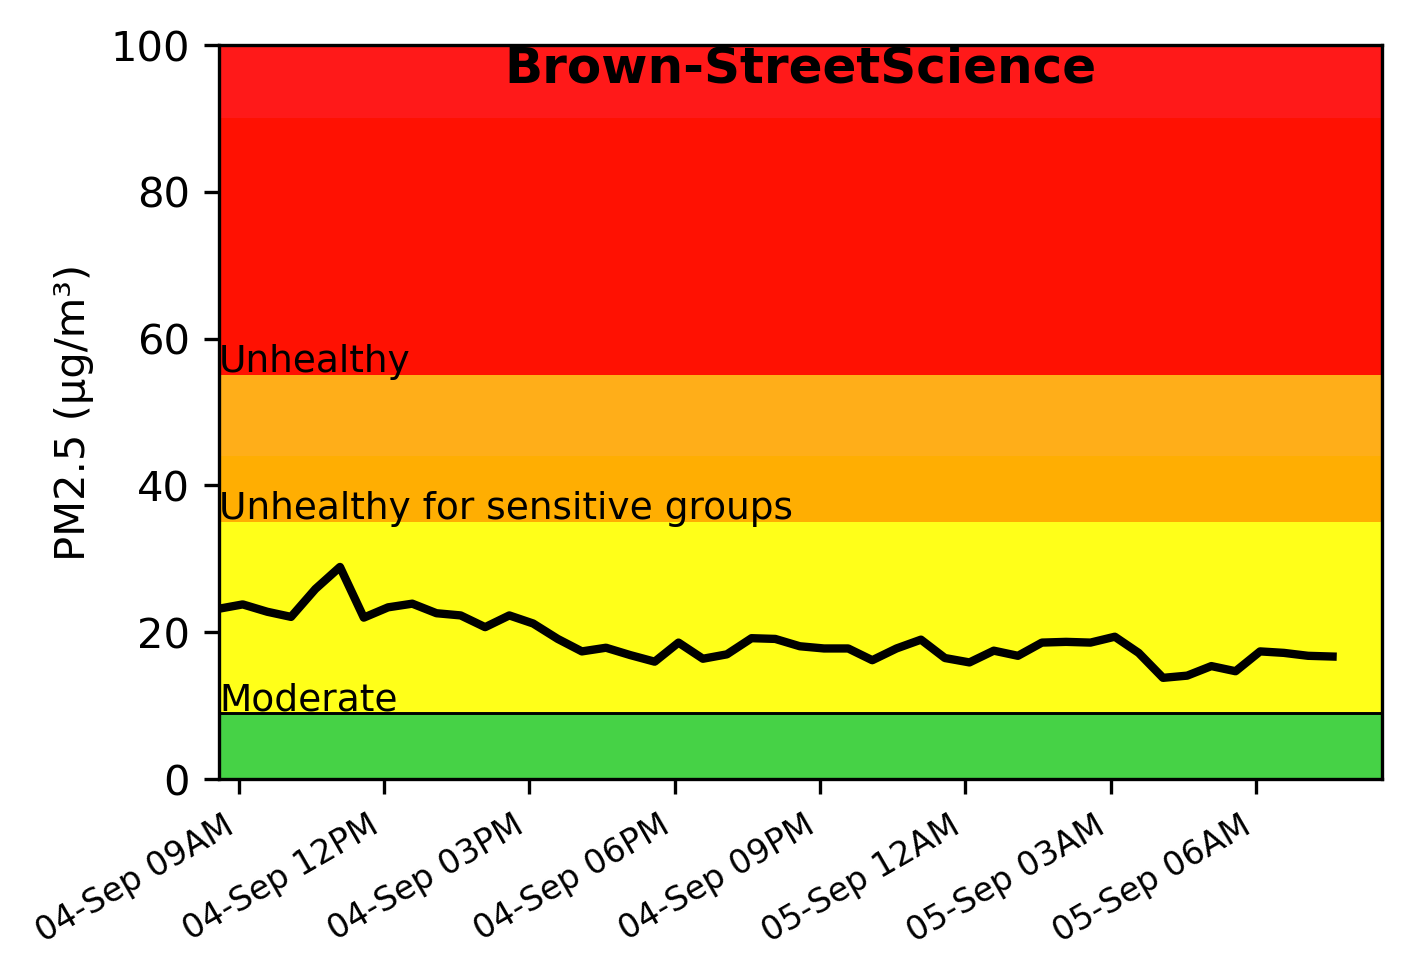 Brown-StreetScience
100
80
60
40
20
0
PM2.5 (µg/m³)
Unhealthy
Unhealthy for sensitive groups
Moderate
04-Sep 09AM
04-Sep 12PM
04-Sep 03PM
04-Sep 06PM
04-Sep 09PM
05-Sep 12AM
05-Sep 03AM
05-Sep 06AM